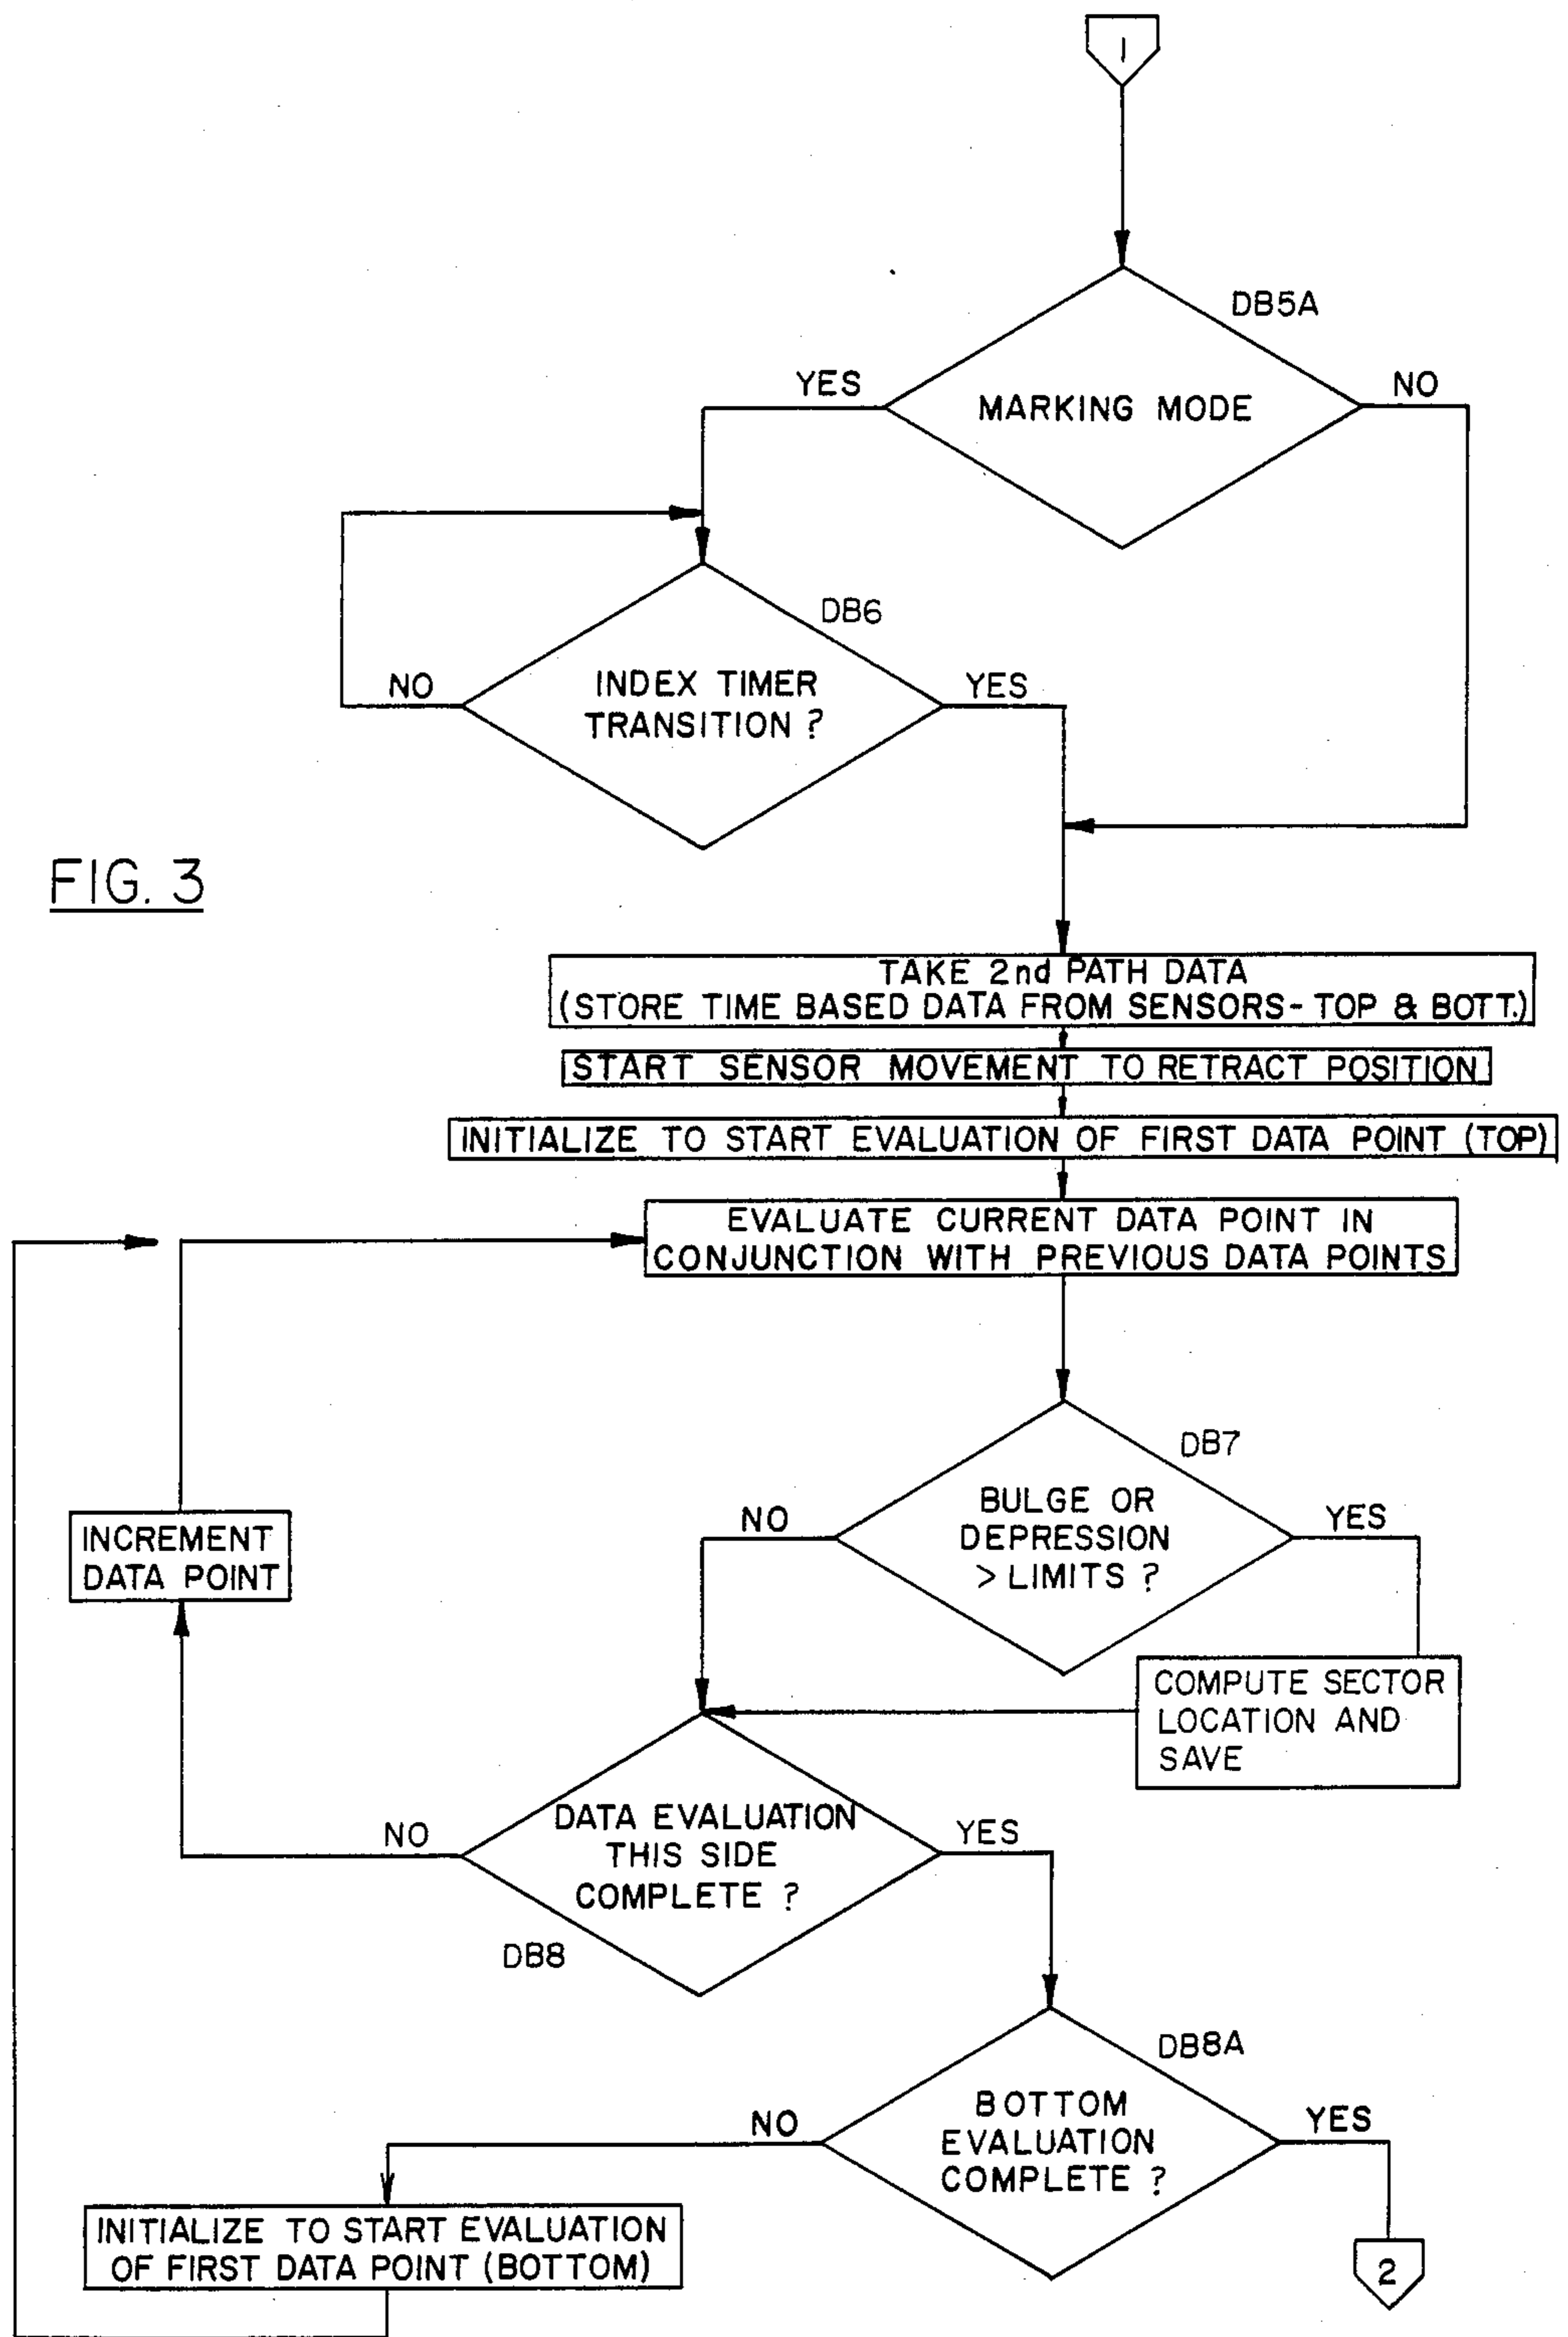 1
DB5A
YES
NO
MARKING MODE
DB6
NO
INDEX TIMER
YES
TRANSITION ?
FIG. 3
TAKE 2nd PATH DATA
(STORE TIME BASED DATA FROM SENSORS - TOP & BOTT.)
START SENSOR MOVEMENT TO RETRACT POSITION
INITIALIZE TO START EVALUATION OF FIRST DATA POINT (TOP)
EVALUATE CURRENT DATA POINT IN
CONJUNCTION WITH PREVIOUS DATA POINTS
DB7
NO
BULGE OR
YES
DEPRESSION
> LIMITS ?
INCREMENT
DATA POINT
COMPUTE SECTOR
LOCATION AND
SAVE
NO
DATA EVALUATION
YES
THIS SIDE
COMPLETE ?
DB8
DB8A
NO
BOTTOM
YES
EVALUATION
COMPLETE ?
INITIALIZE TO START EVALUATION
OF FIRST DATA POINT (BOTTOM)
2